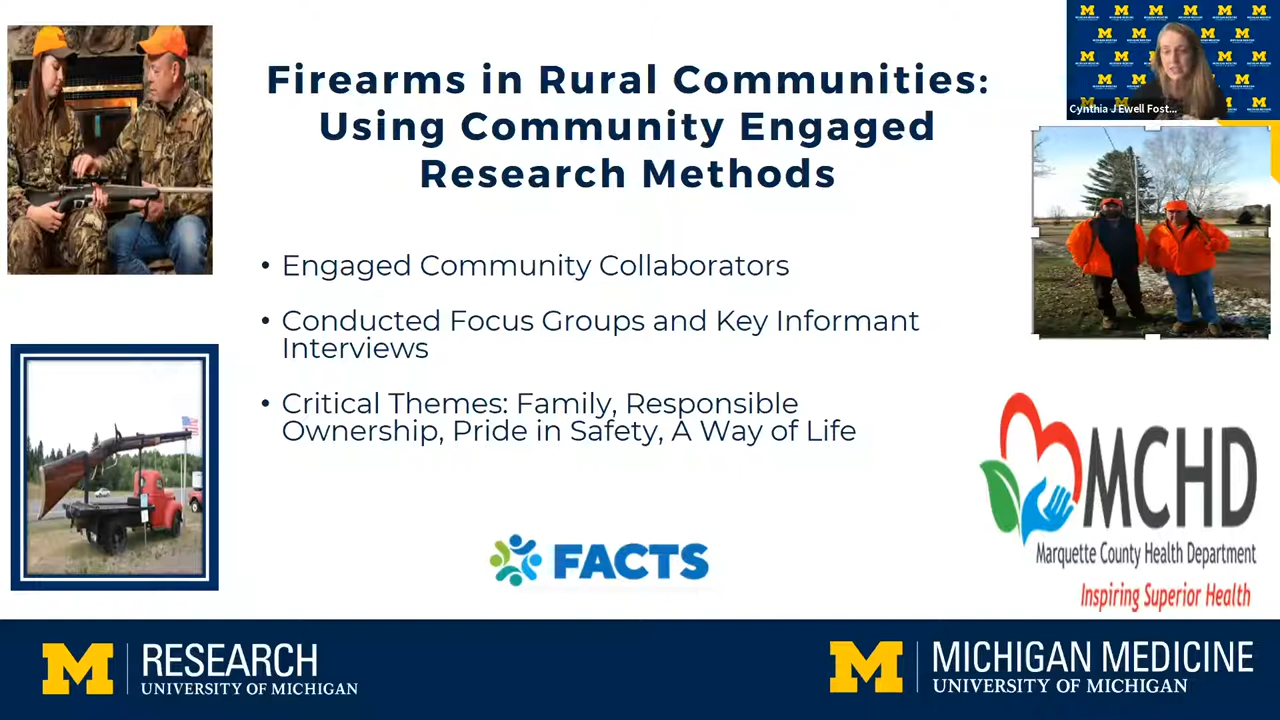 Firearms in Rural Communities:
Using Community Engaged
Research Methods
Cynthia J Ewell Fost...
• Engaged Community Collaborators
• Conducted Focus Groups and Key Informant
Interviews
• Critical Themes: Family, Responsible
Ownership, Pride in Safety, A Way of Life
FACTS
MCHD
Marquette County Health Department
Inspiring Superior Health
M RESEARCH
UNIVERSITY OF MICHIGAN
M MICHIGAN MEDICINE
UNIVERSITY OF MICHIGAN